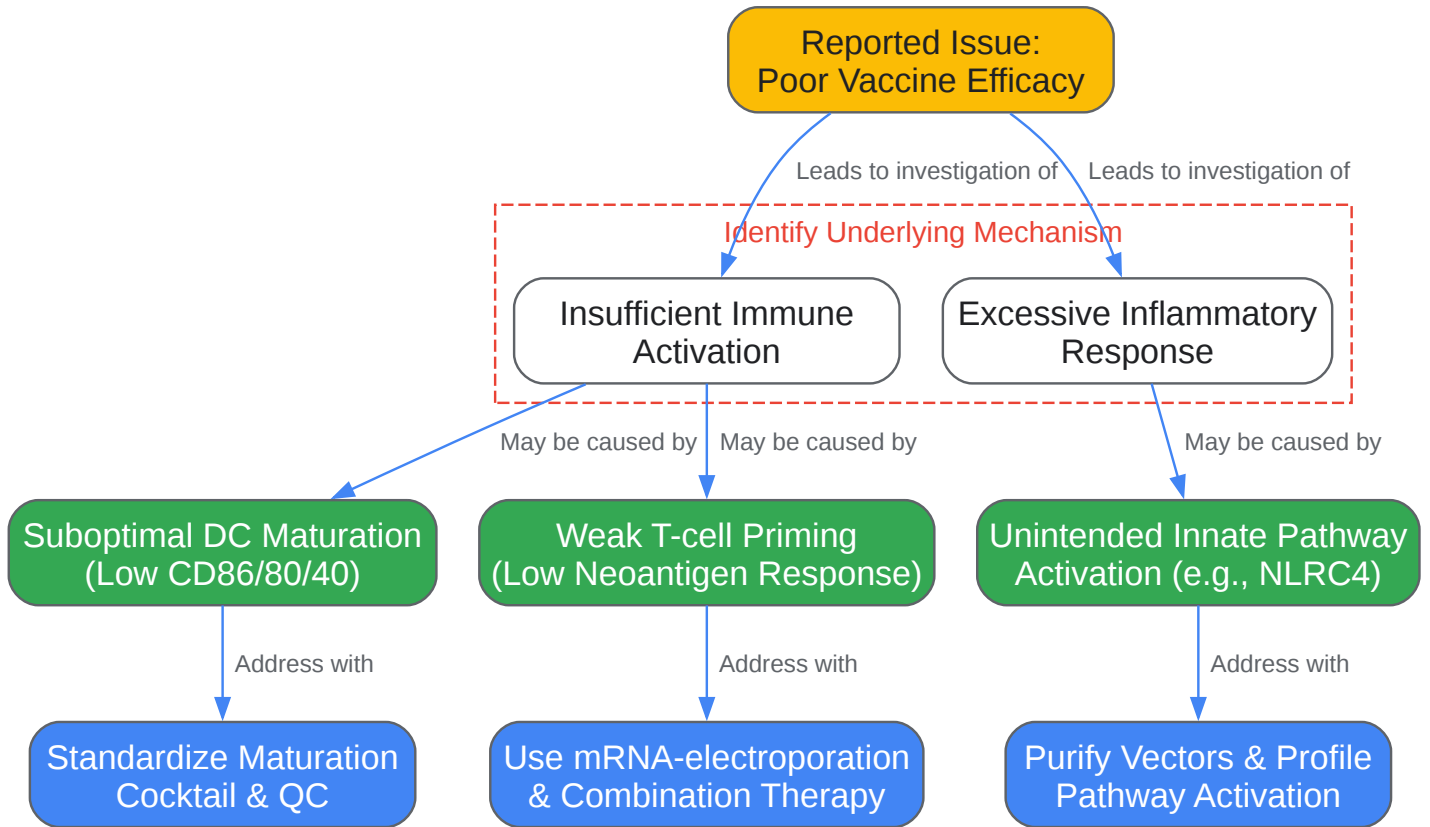 Reported Issue:
Poor Vaccine Efficacy
Leads to investigation of
Leads to investigation of
Identify Underlying Mechanism
Insufficient Immune
Activation
Excessive Inflammatory
Response
May be caused by
May be caused by
May be caused by
Suboptimal DC Maturation
(Low CD86/80/40)
Weak T-cell Priming
(Low Neoantigen Response)
Unintended Innate Pathway
Activation (e.g., NLRC4)
Address with
Address with
Address with
Standardize Maturation
Cocktail & QC
Use mRNA-electroporation
& Combination Therapy
Purify Vectors & Profile
Pathway Activation